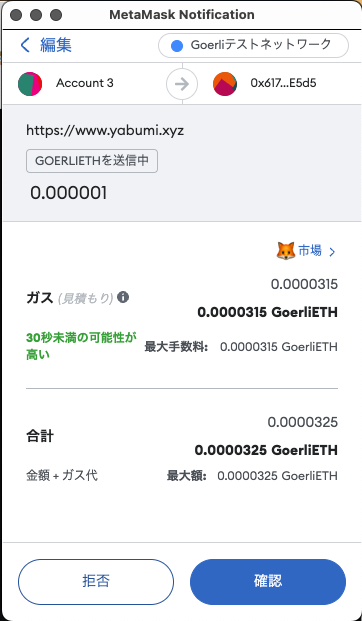 MetaMask Notification
編集
Goerliテストネットワーク
Account 3
0x617...E5d5
https://www.yabumi.xyz
GOERLIETHを送信中
0.000001
市場
0.0000315
ガス (見積もり)
0.0000315 GoerliETH
30秒未満の可能性が
高い
最大手数料: 0.0000315 GoerliETH
0.0000325
合計
0.0000325 GoerliETH
金額 + ガス代
最大額: 0.0000325 GoerliETH
拒否
確認